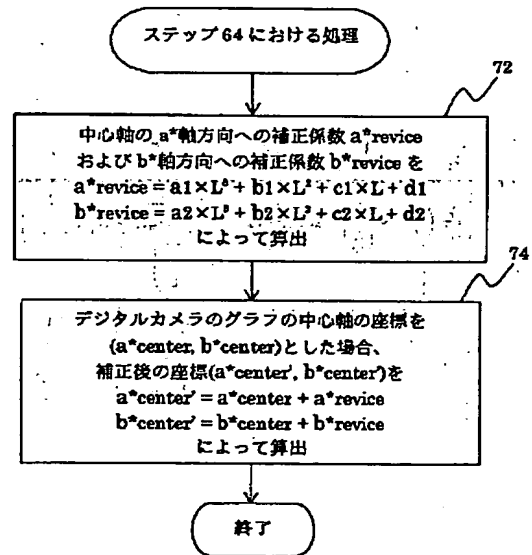 ステップ64における処理
72
中心軸のa*軸方向への補正係数a*revice
およびb*軸方向への補正係数b*reviceを
a*revice = a1×L³ + b1×L² + c1×L + d1
b*revice = a2×L³ + b2×L² + c2×L + d2
によって算出
74
デジタルカメラのグラフの中心軸の座標を
(a*center, b*center)とした場合、
補正後の座標(a*center', b*center')を
a*center' = a*center + a*revice
b*center' = b*center + b*revice
によって算出
終了